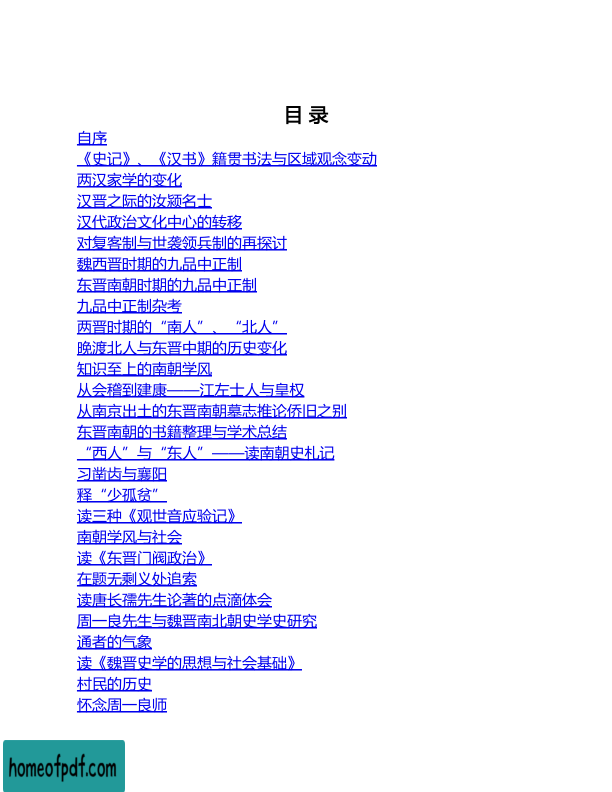 目 录
自序
《史记》、《汉书》籍贯书法与区域观念变动
两汉家学的变化
汉晋之际的汝颍名士
汉代政治文化中心的转移
对复客制与世袭领兵制的再探讨
魏西晋时期的九品中正制
东晋南朝时期的九品中正制
九品中正制杂考
两晋时期的“南人”、“北人”
晚渡北人与东晋中期的历史变化
知识至上的南朝学风
从会稽到建康——江左士人与皇权
从南京出土的东晋南朝墓志推论侨旧之别
东晋南朝的书籍整理与学术总结
“西人”与“东人”——读南朝史札记
习凿齿与襄阳
释“少孤贫”
读三种《观世音应验记》
南朝学风与社会
读《东晋门阀政治》
在题无剩义处追索
读唐长孺先生论著的点滴体会
周一良先生与魏晋南北朝史学史研究
通者的气象
读《魏晋史学的思想与社会基础》
村民的历史
怀念周一良师
homeofpdf.com